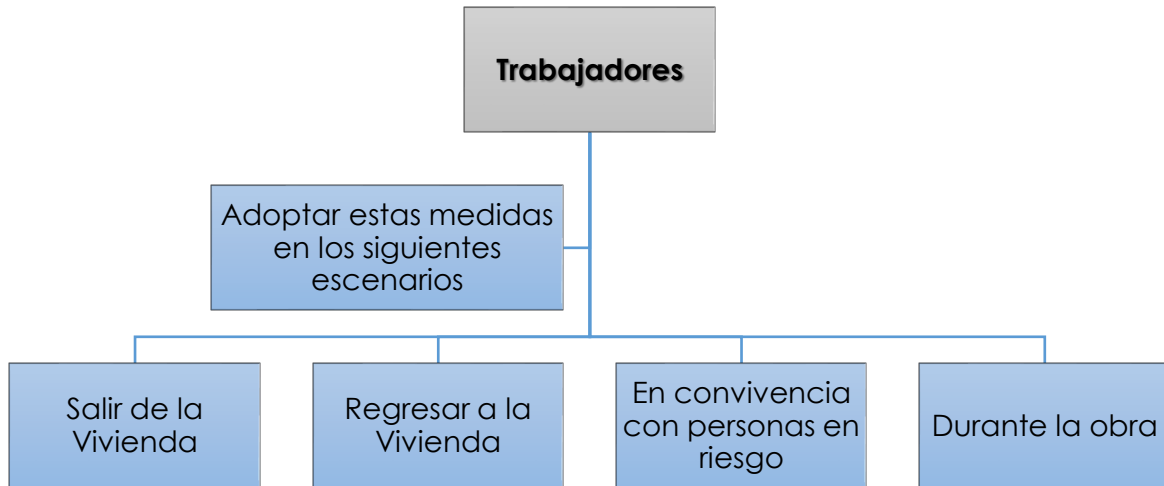 Trabajadores
Adoptar estas medidas
en los siguientes
escenarios
Salir de la
Vivienda
Regresar a la
Vivienda
En convivencia
con personas en
riesgo
Durante la obra